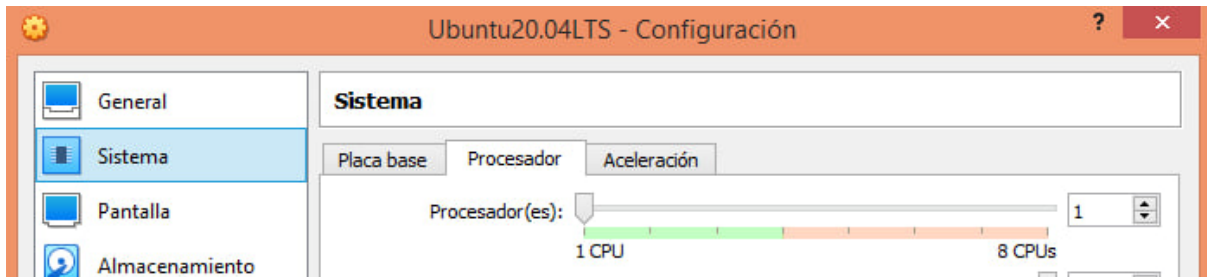 Ubuntu20.04LTS - Configuración ? ×
General
Sistema
Pantalla
Almacenamiento
Sistema
Placa base Procesador Aceleración
Procesador(es): 1
1 CPU 8 CPUs